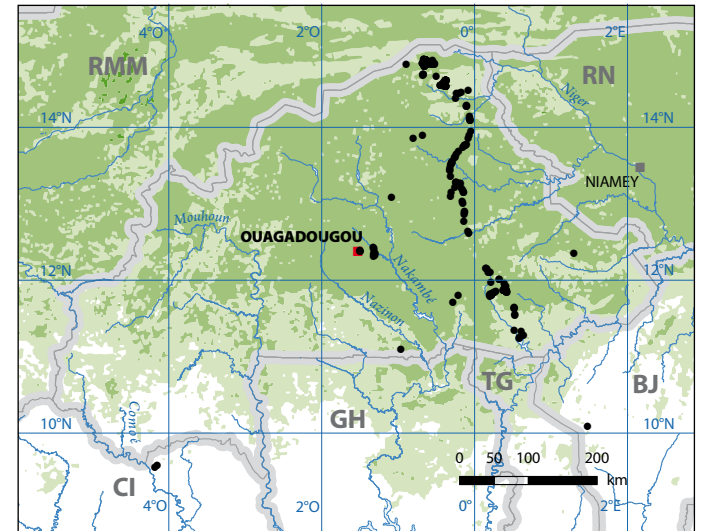 4°O
2°O
0°
2°E
RMM
RN
Niger
14°N
14°N
NIAMEY
Mouhoun
OUAGADOUGOU
Nakambé
12°N
12°N
Nazinon
TG
BJ
GH
Comoé
10°N
10°N
0 50 100 200
km
CI
4°O
2°O
0°
2°E